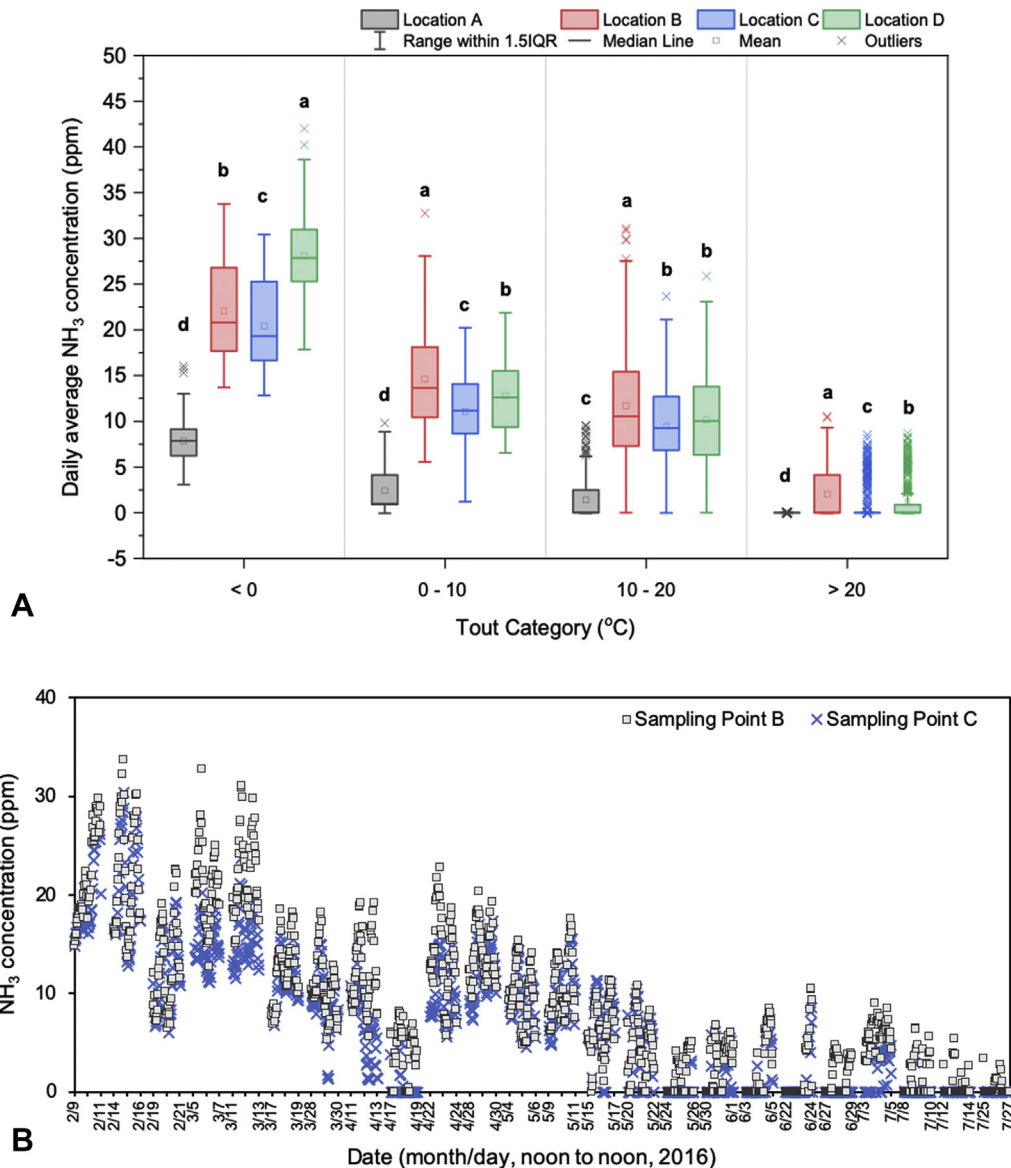 Location A Location B Location C Location D
Range within 1.5IQR Median Line Mean Outliers
Daily average NH3 concentration (ppm)
50
45
40
35
30
25
20
15
10
5
0
-5
d b c a
d a c b
c a b b
d a c b
< 0 0 - 10 10 - 20 > 20
Tout Category (°C)
A
Sampling Point B Sampling Point C
NH3 concentration (ppm)
40
30
20
10
0
2/9 2/11 2/14 2/16 2/19 2/21 3/5 3/7 3/11 3/13 3/17 3/19 3/28 3/30 4/11 4/13 4/17 4/19 4/22 4/24 4/28 4/30 5/4 5/6 5/9 5/11 5/15 5/17 5/20 5/22 5/24 5/26 5/30 6/1 6/3 6/5 6/22 6/24 6/27 6/29 7/3 7/5 7/8 7/10 7/12 7/14 7/25 7/27
Date (month/day, noon to noon, 2016)
B